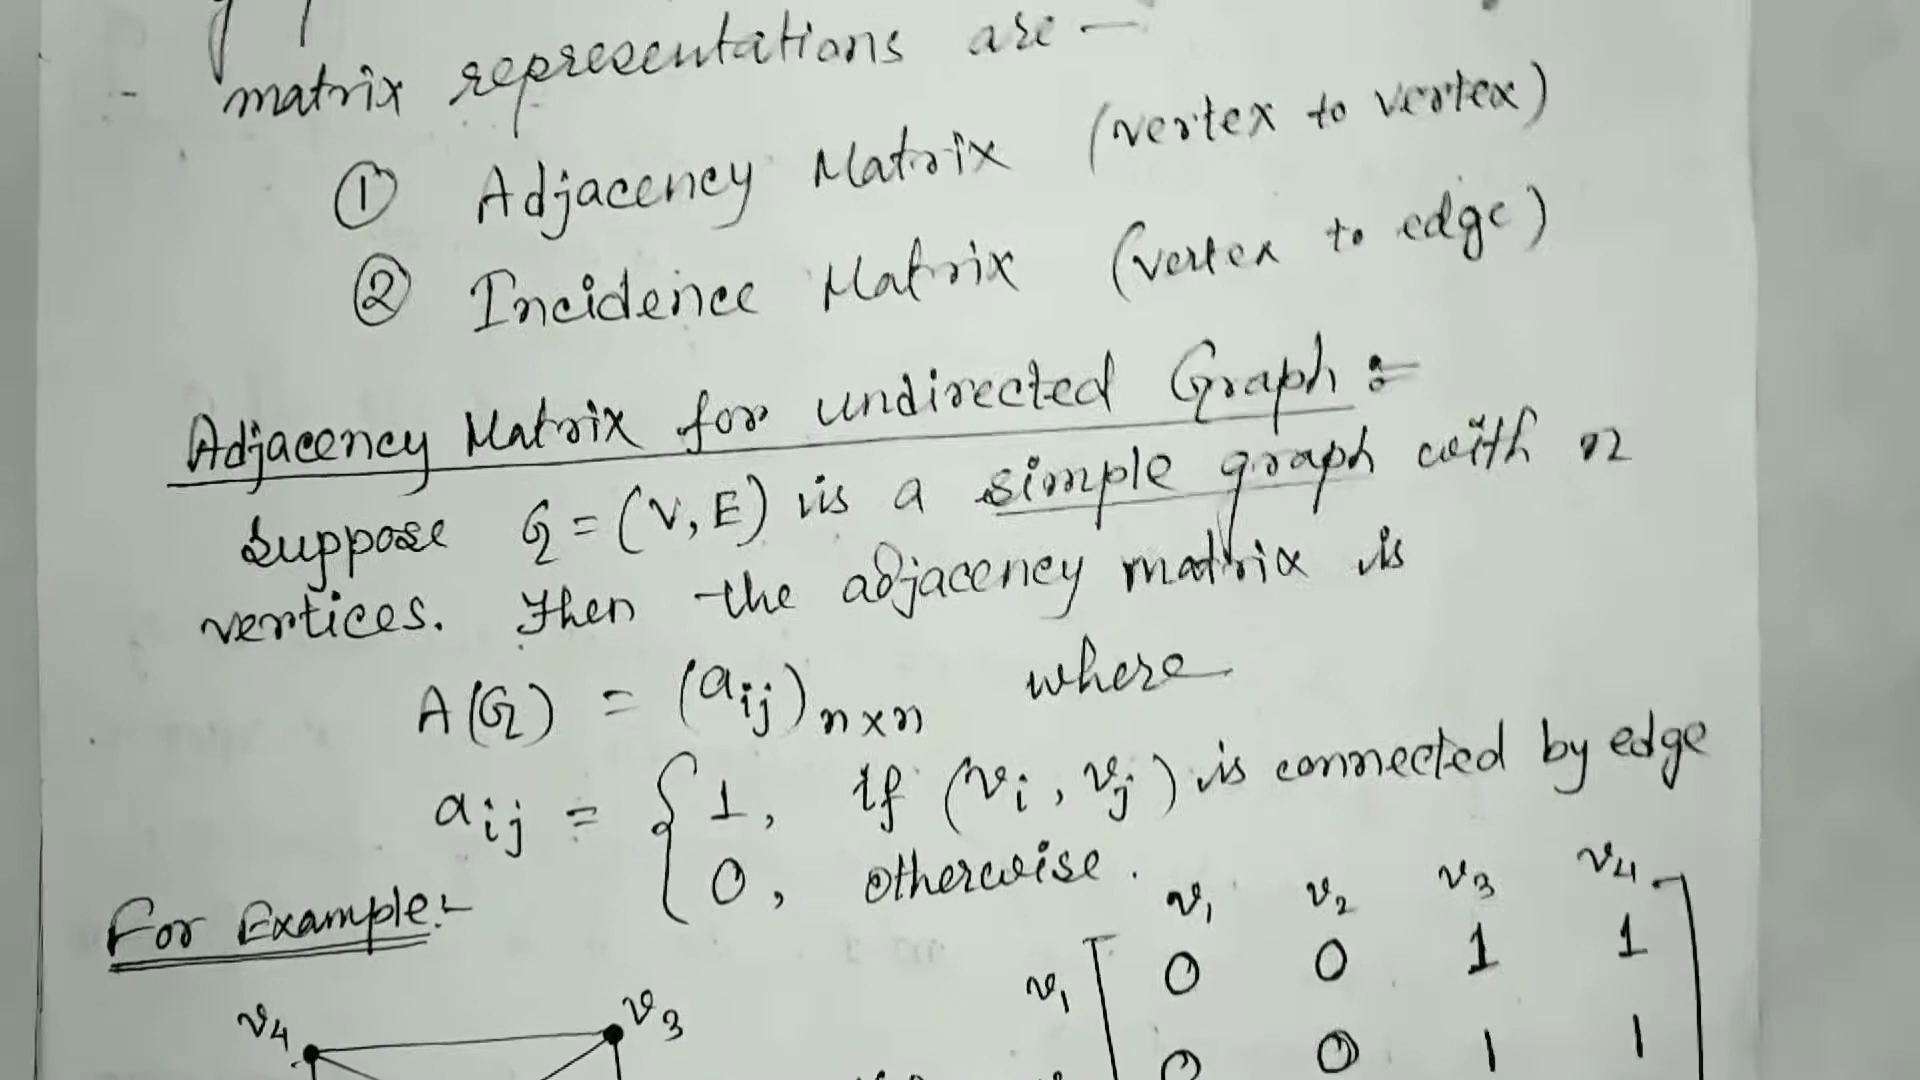 matrix representations are —
① Adjacency Matrix (vertex to vertex)
② Incidence Matrix (vertex to edge)
Adjacency Matrix for undirected Graph :-
Suppose G = (V, E) is a simple graph with n
vertices. Then the adjacency matrix is
A(G) = (aij)n×n where
aij = { 1, if (vi, vj) is connected by edge
0, otherwise.
For Example:-
v1 v2 v3 v4
v1 0 0 1 1
0 0 1 1
v4 v3